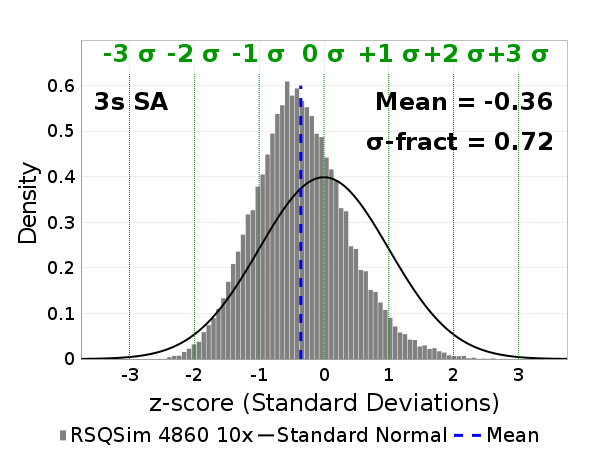 -3 σ -2 σ -1 σ 0 σ +1 σ +2 σ +3 σ
3s SA
Mean = -0.36
σ-fract = 0.72
Density
0.6
0.5
0.4
0.3
0.2
0.1
0
-3 -2 -1 0 1 2 3
z-score (Standard Deviations)
RSQSim 4860 10x Standard Normal Mean